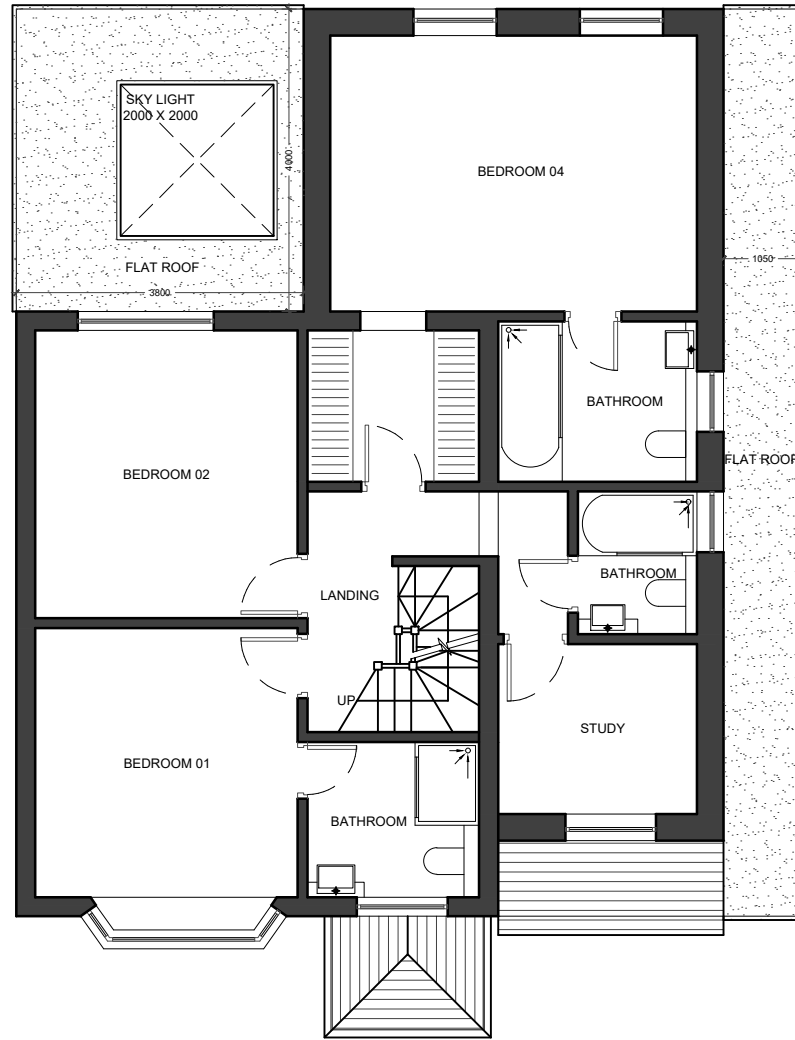 SKY LIGHT
2000 X 2000
4000
BEDROOM 04
FLAT ROOF
1050
3800
BATHROOM
FLAT ROOF
BEDROOM 02
BATHROOM
LANDING
UP
STUDY
BEDROOM 01
BATHROOM